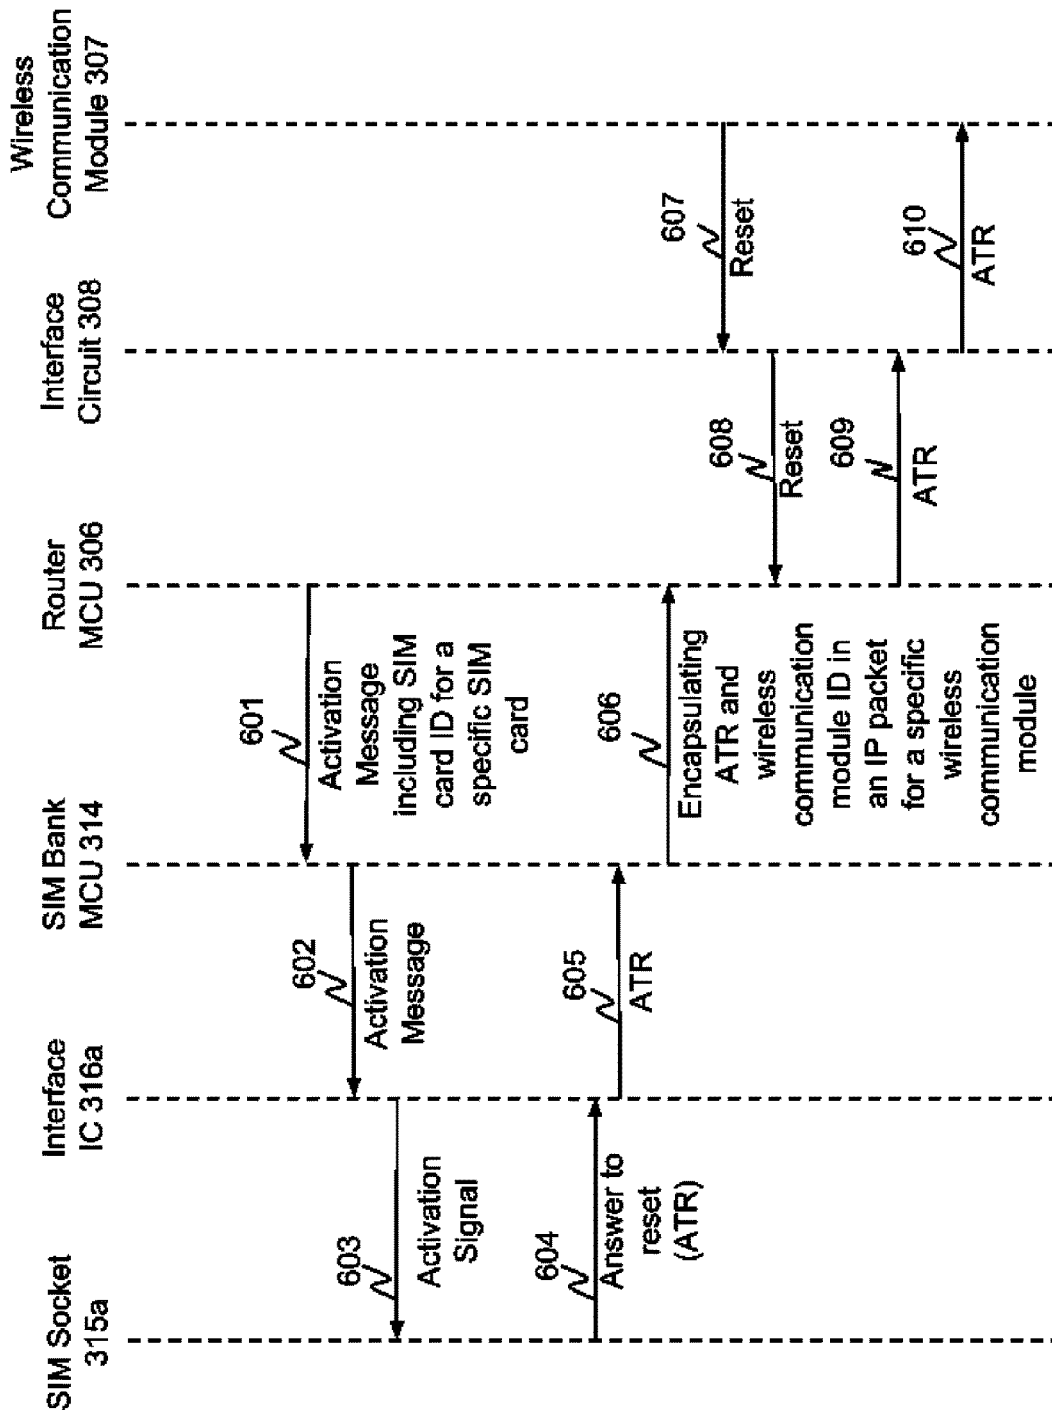 SIM Socket
315a
Interface
IC 316a
SIM Bank
MCU 314
Router
MCU 306
Interface
Circuit 308
Wireless
Communication
Module 307
601
Activation
Message
including SIM
card ID for a
specific SIM
card
602
Activation
Message
603
Activation
Signal
604
Answer to
reset
(ATR)
605
ATR
606
Encapsulating
ATR and
wireless
communication
module ID in
an IP packet
for a specific
wireless
communication
module
607
Reset
608
Reset
609
ATR
610
ATR